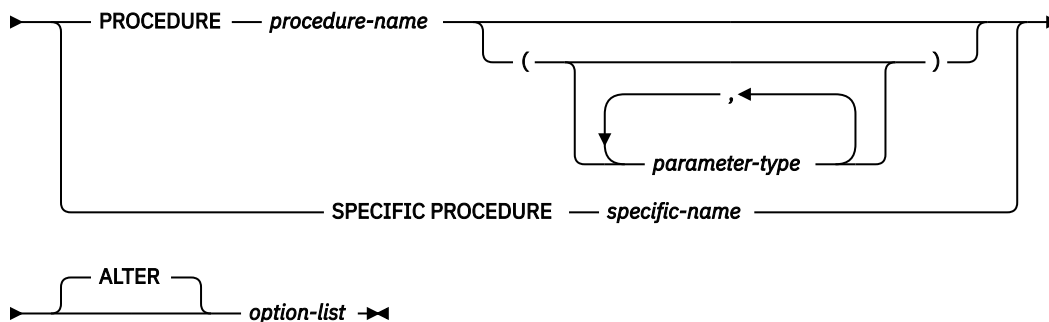 PROCEDURE procedure-name
( )
,
parameter-type
SPECIFIC PROCEDURE specific-name
ALTER
option-list